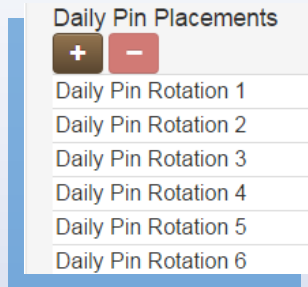 Daily Pin Placements
+ −
Daily Pin Rotation 1
Daily Pin Rotation 2
Daily Pin Rotation 3
Daily Pin Rotation 4
Daily Pin Rotation 5
Daily Pin Rotation 6